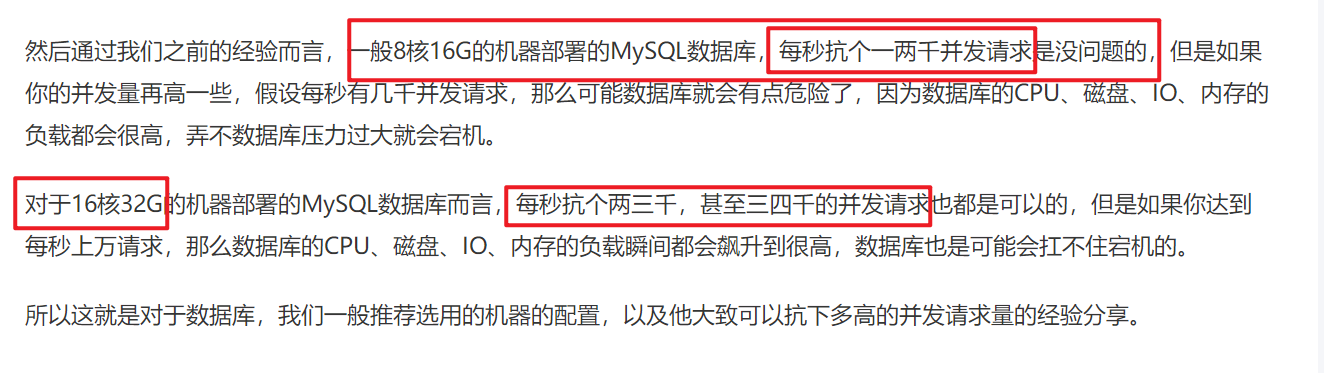 然后通过我们之前的经验而言，一般8核16G的机器部署的MySQL数据库，每秒抗个一两千并发请求是没问题的，但是如果
你的并发量再高一些，假设每秒有几千并发请求，那么可能数据库就会有点危险了，因为数据库的CPU、磁盘、IO、内存的
负载都会很高，弄不数据库压力过大就会宕机。
对于16核32G的机器部署的MySQL数据库而言，每秒抗个两三千，甚至三四千的并发请求也都是可以的，但是如果你达到
每秒上万请求，那么数据库的CPU、磁盘、IO、内存的负载瞬间都会飙升到很高，数据库也是可能会扛不住宕机的。
所以这就是对于数据库，我们一般推荐选用的机器的配置，以及他大致可以抗下多高的并发请求量的经验分享。